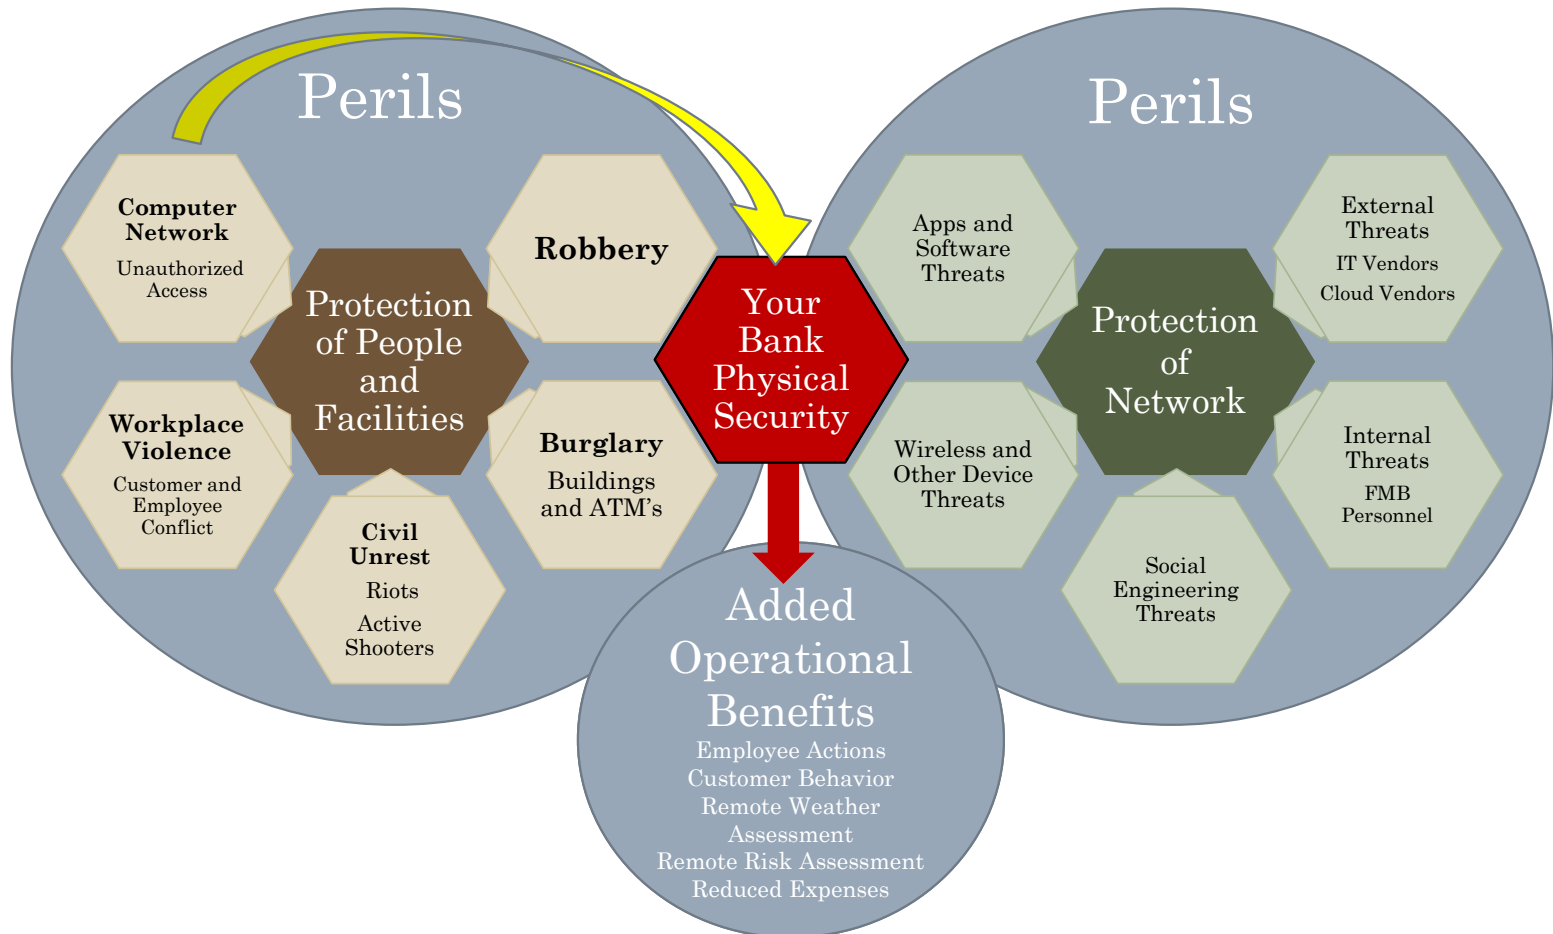 Perils
Computer
Network
Unauthorized
Access
Robbery
Protection
of People
and
Facilities
Workplace
Violence
Customer and
Employee
Conflict
Civil
Unrest
Riots
Active
Shooters
Burglary
Buildings
and ATM’s
Your
Bank
Physical
Security
Perils
Apps and
Software
Threats
External
Threats
IT Vendors
Cloud Vendors
Protection
of
Network
Wireless and
Other Device
Threats
Internal
Threats
FMB
Personnel
Social
Engineering
Threats
Added
Operational
Benefits
Employee Actions
Customer Behavior
Remote Weather
Assessment
Remote Risk Assessment
Reduced Expenses